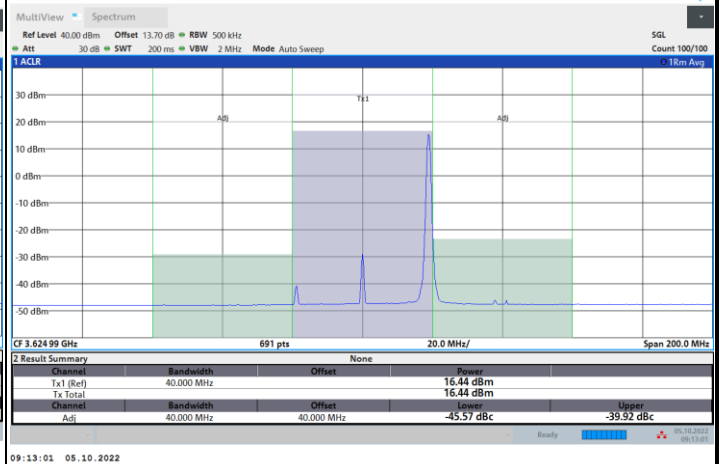 MultiView Spectrum
Ref Level 40.00 dBm Offset 13.70 dB RBW 500 kHz SGL
Att 30 dB SWT 200 ms VBW 2 MHz Mode Auto Sweep Count 100/100
1 ACLR 1Rm Avg
30 dBm
Tx1
20 dBm
Adj Adj
10 dBm
0 dBm
-10 dBm
-20 dBm
-30 dBm
-40 dBm
-50 dBm
CF 3.624 99 GHz 691 pts 20.0 MHz/ Span 200.0 MHz
2 Result Summary None
Channel Bandwidth Offset Power
Tx1 (Ref) 40.000 MHz 16.44 dBm
Tx Total 16.44 dBm
Channel Bandwidth Offset Lower Upper
Adj 40.000 MHz 40.000 MHz -45.57 dBc -39.92 dBc
Ready 05.10.2022
09:13:01
09:13:01 05.10.2022